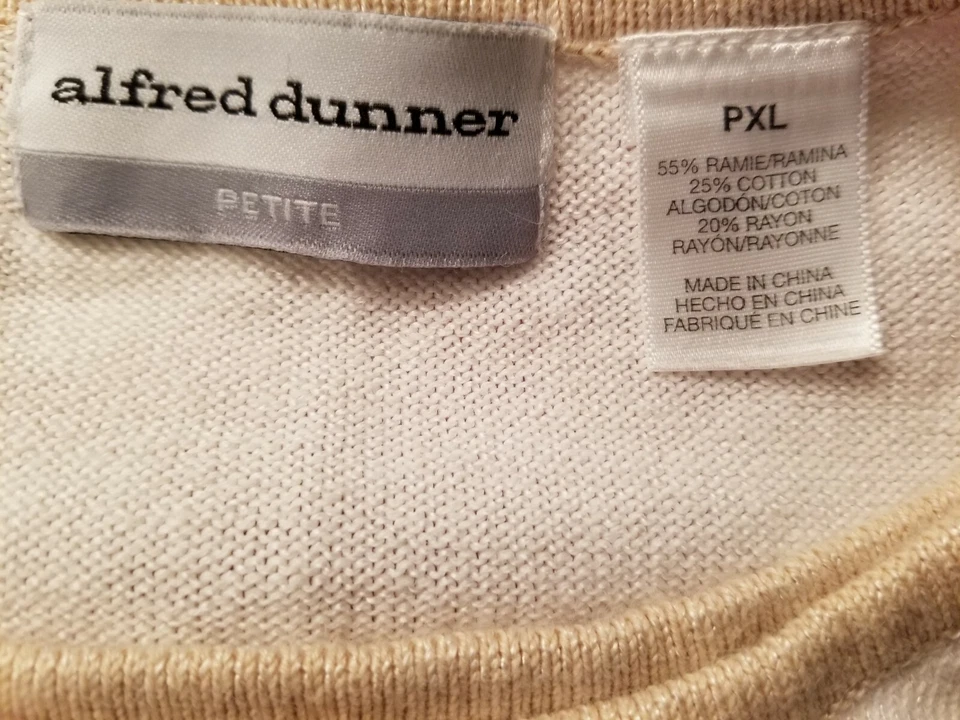 alfred dunner
PETITE
PXL
55% RAMIE/RAMINA
25% COTTON
ALGODÓN/COTON
20% RAYON
RAYÓN/RAYONNE
MADE IN CHINA
HECHO EN CHINA
FABRIQUÉ EN CHINE